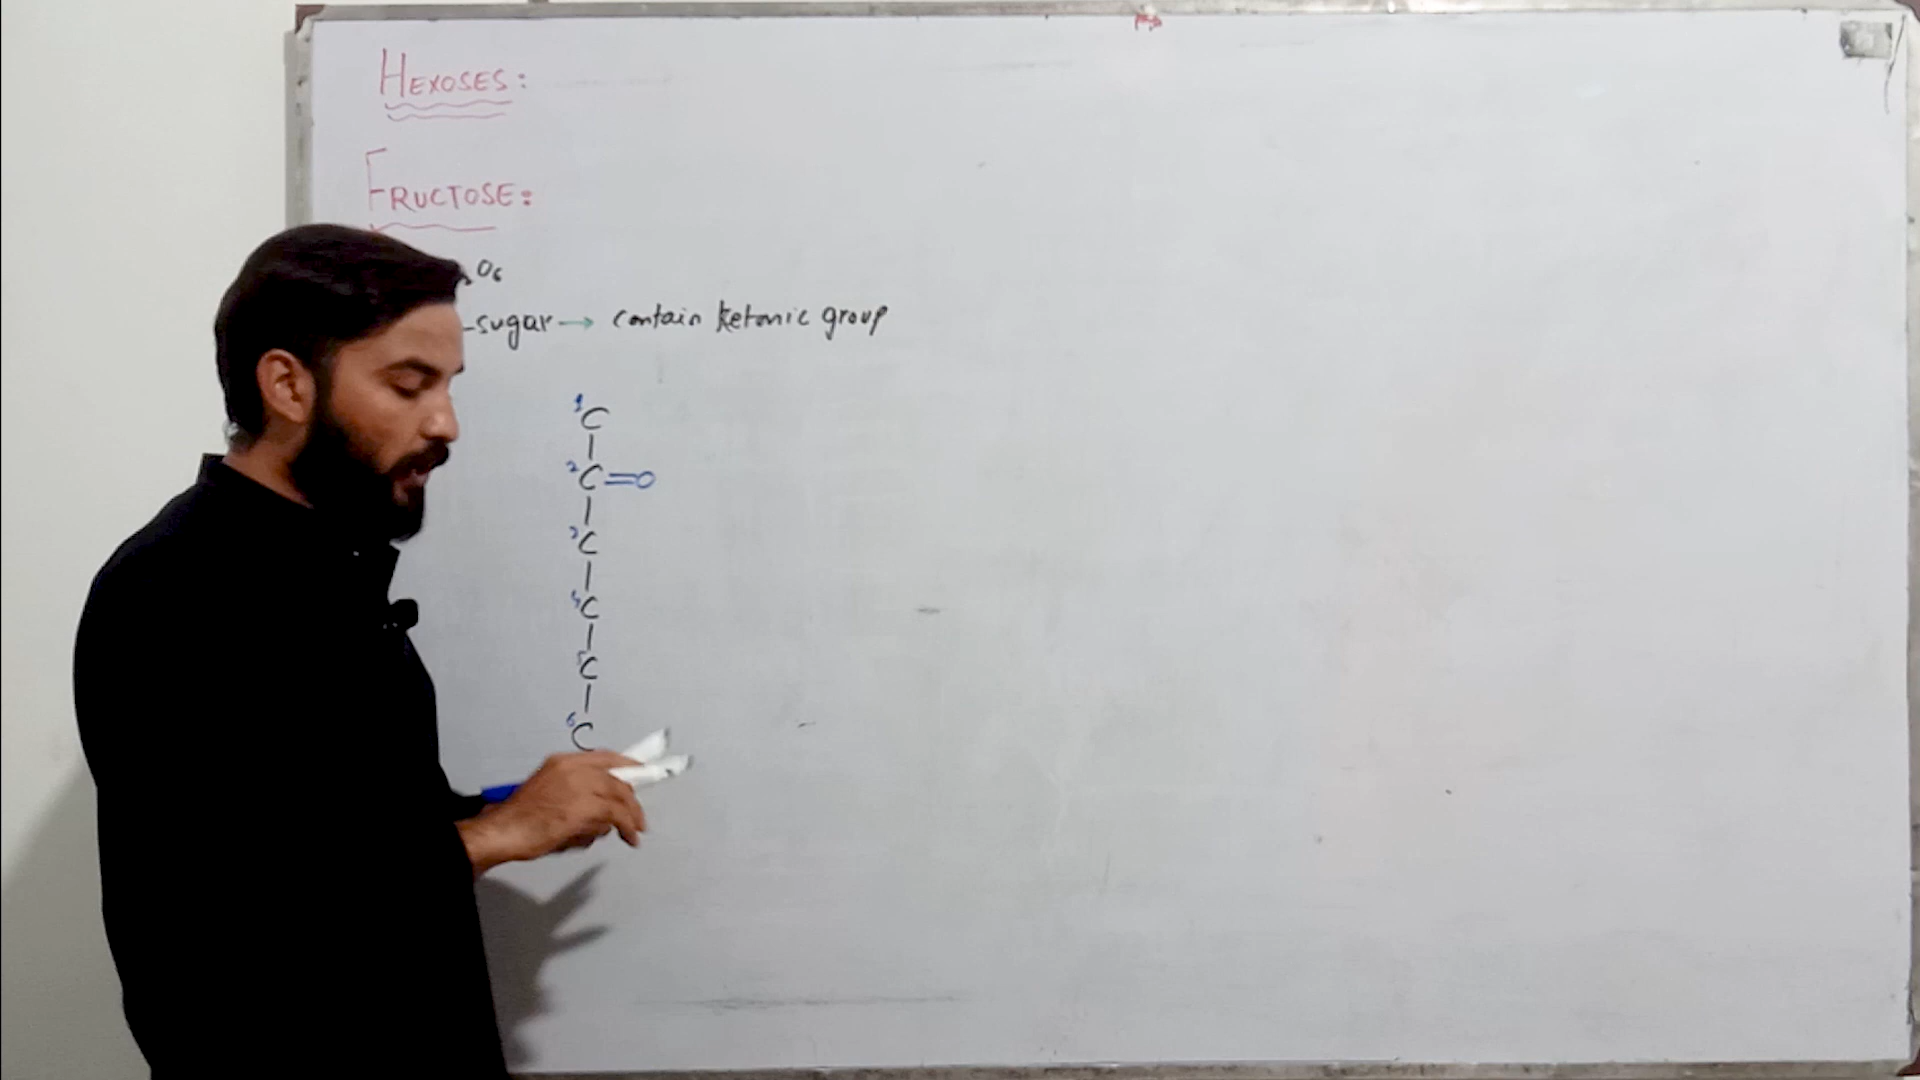 HEXOSES:
FRUCTOSE:
O6
-sugar → contain ketonic group
1C
2C=O
3C
4C
5C
6C